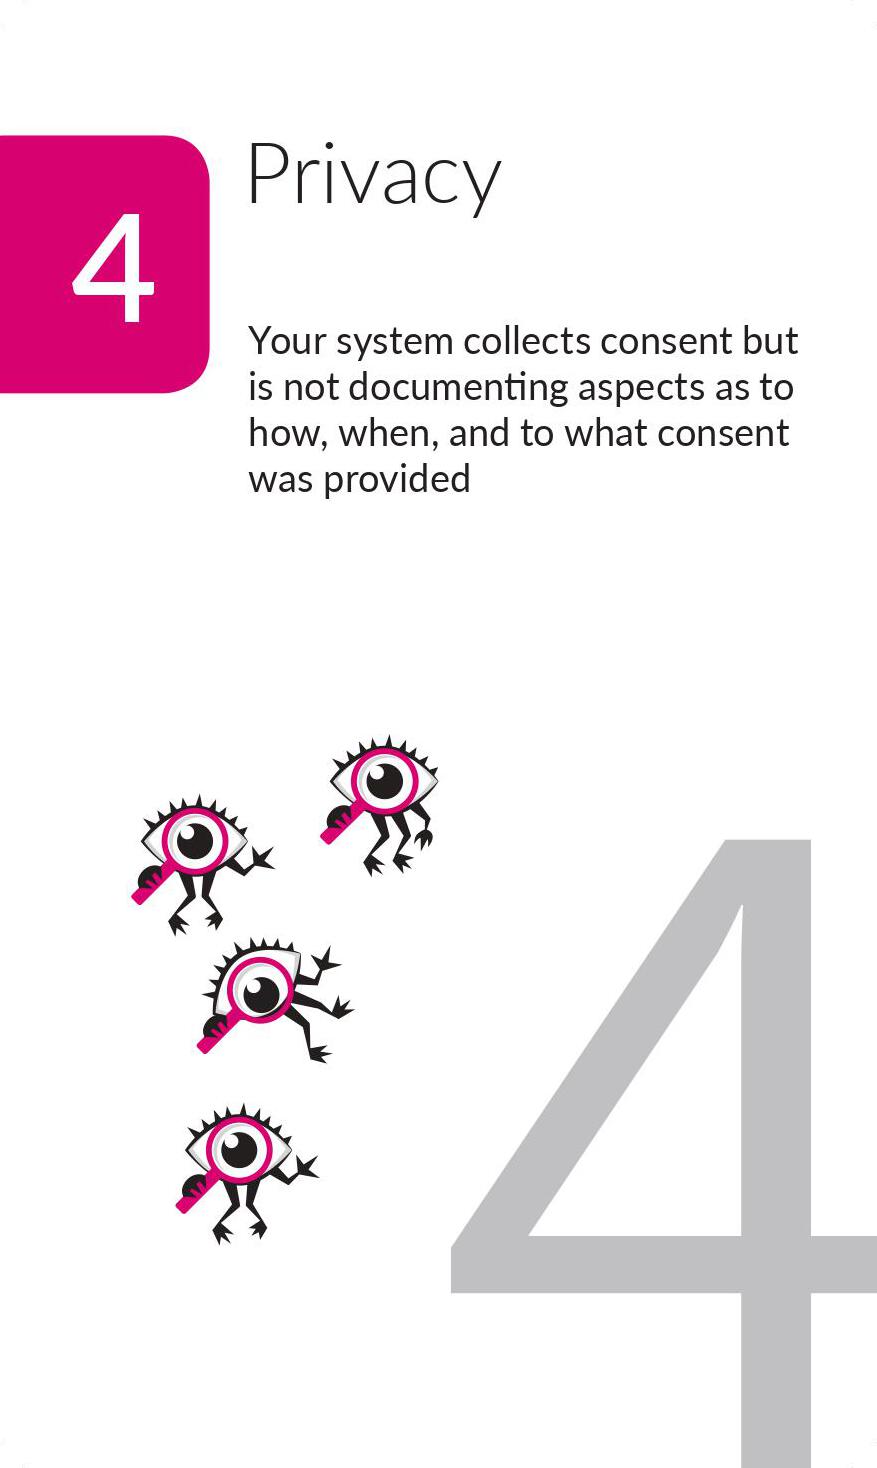 Privacy
4
Your system collects consent but
is not documenting aspects as to
how, when, and to what consent
was provided
4